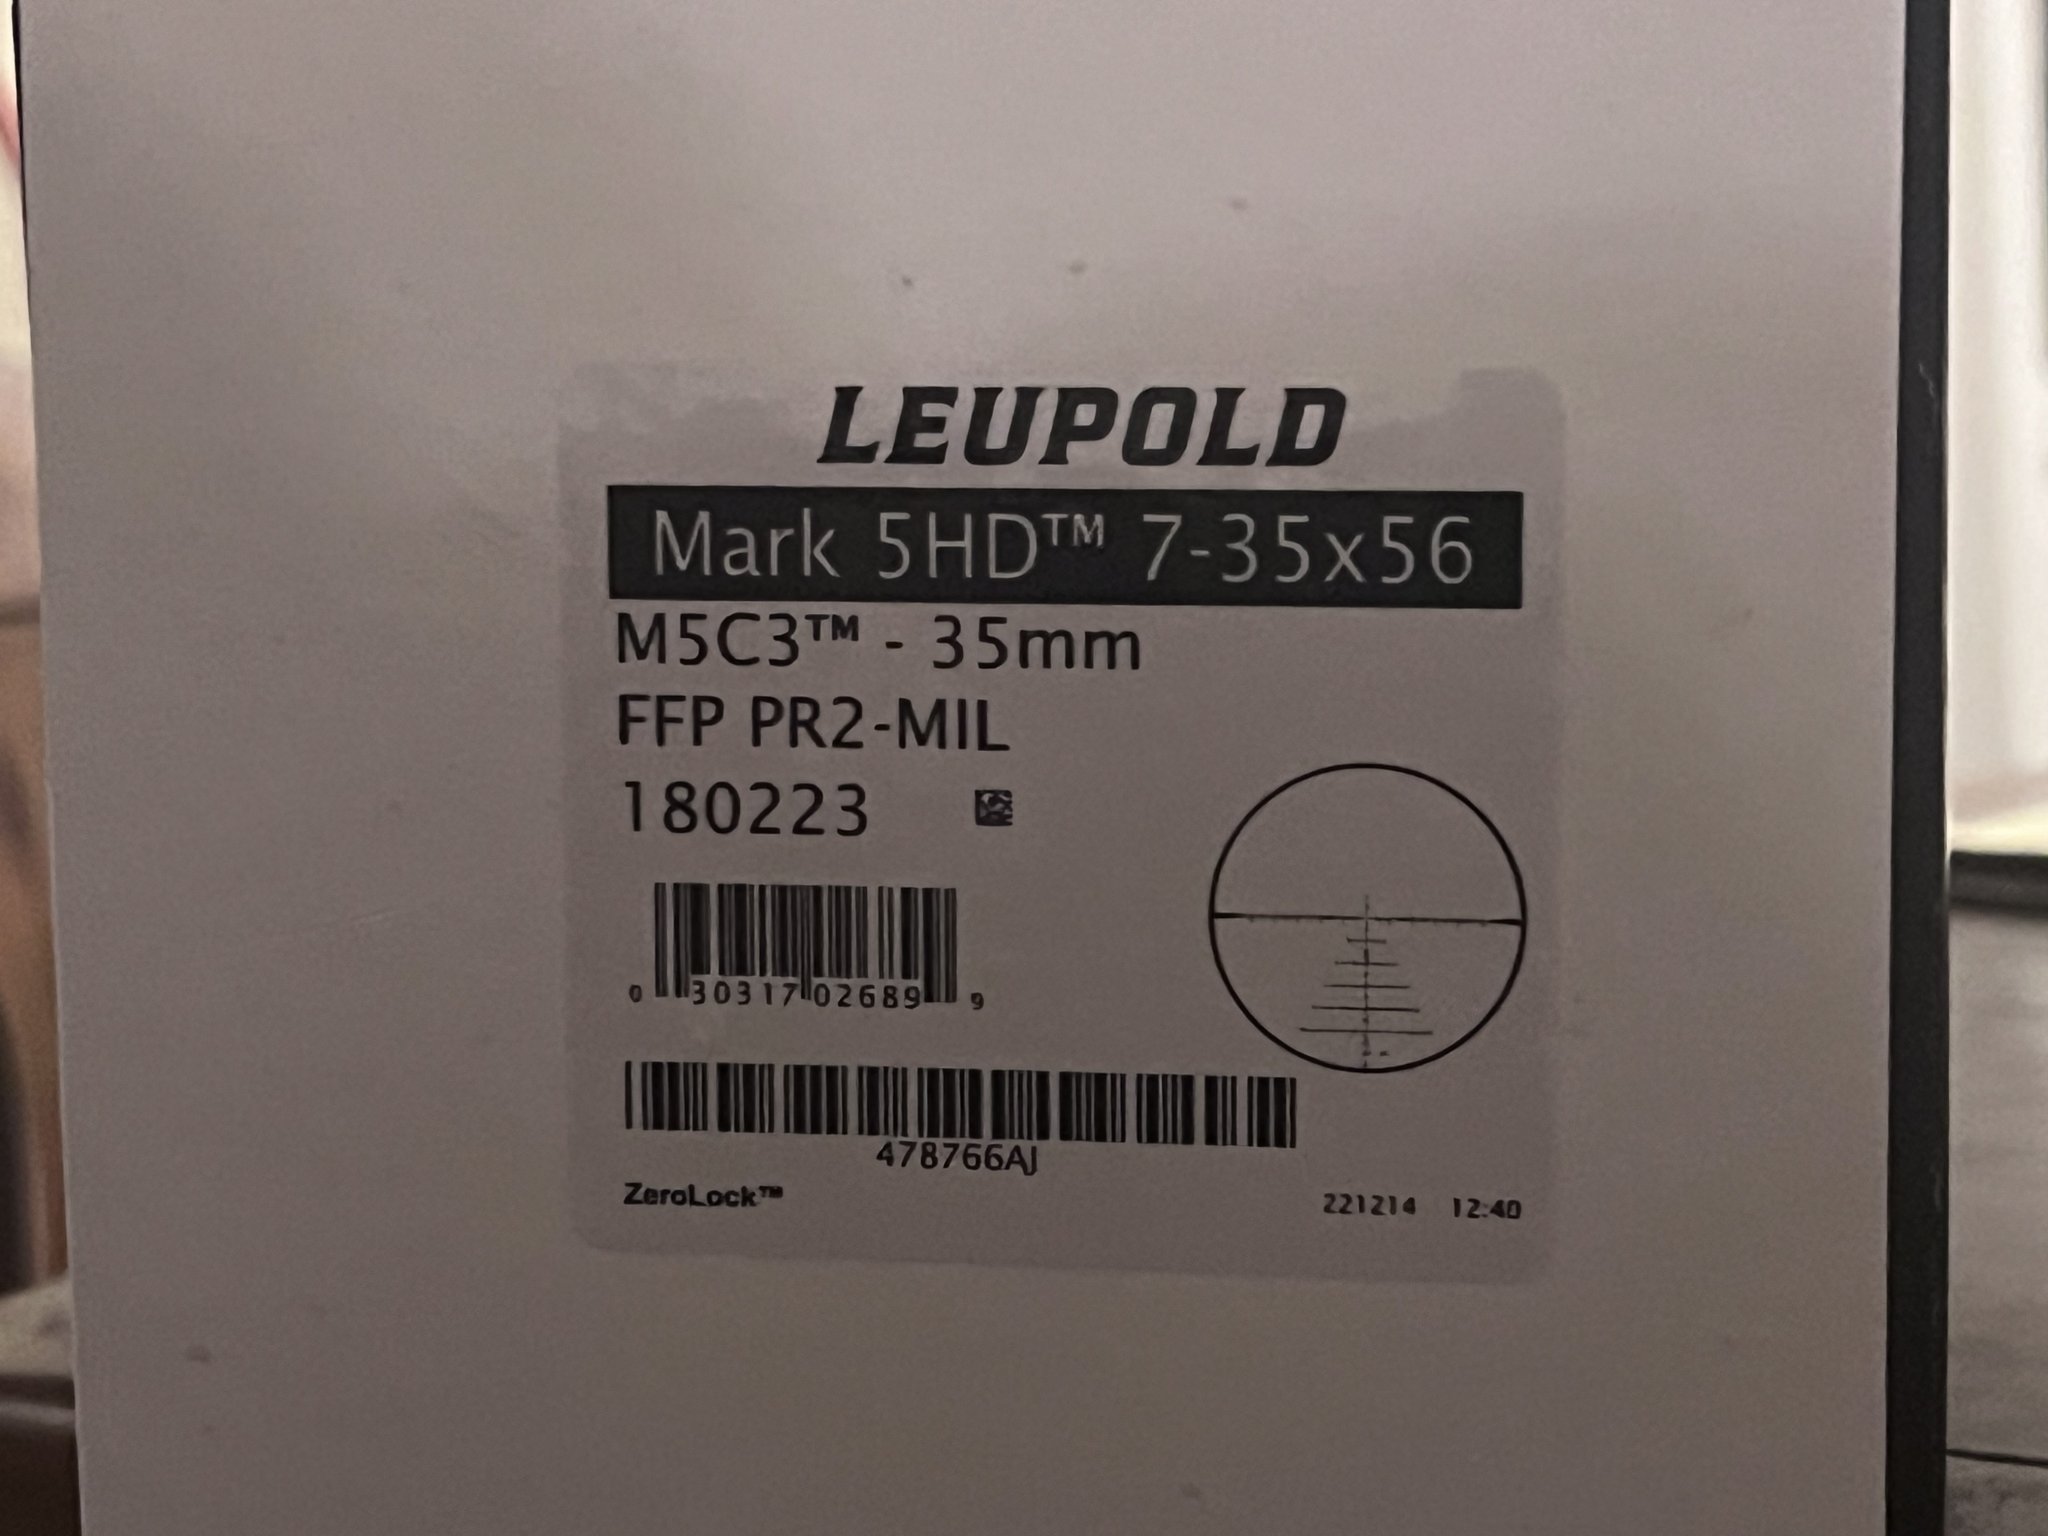 LEUPOLD
Mark 5HD™ 7-35x56
M5C3™ - 35mm
FFP PR2-MIL
180223
0 30317 02689 9
478766AJ
ZeroLock™ 221214 12:40